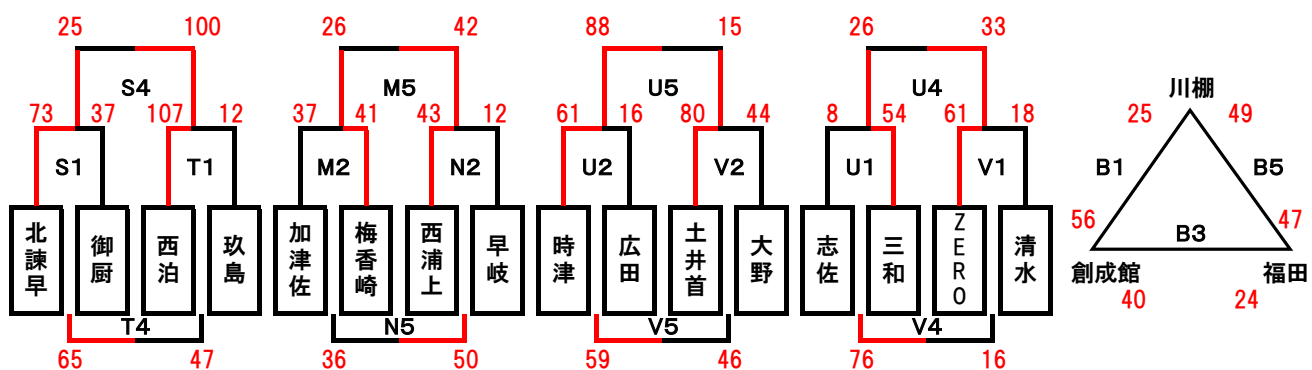 25 100 26 42 88 15 26 33
S4 M5 U5 U4 川棚
73 37 107 12 37 41 43 12 61 16 80 44 8 54 61 18 25 49
S1 T1 M2 N2 U2 V2 U1 V1 B1 B5
北諫早 御厨 西泊 玖島 加津佐 梅香崎 西浦上 早岐 時津 広田 土井首 大野 志佐 三和 ZERO 清水 56 B3 47
創成館 福田
T4 N5 V5 V4 40 24
65 47 36 50 59 46 76 16